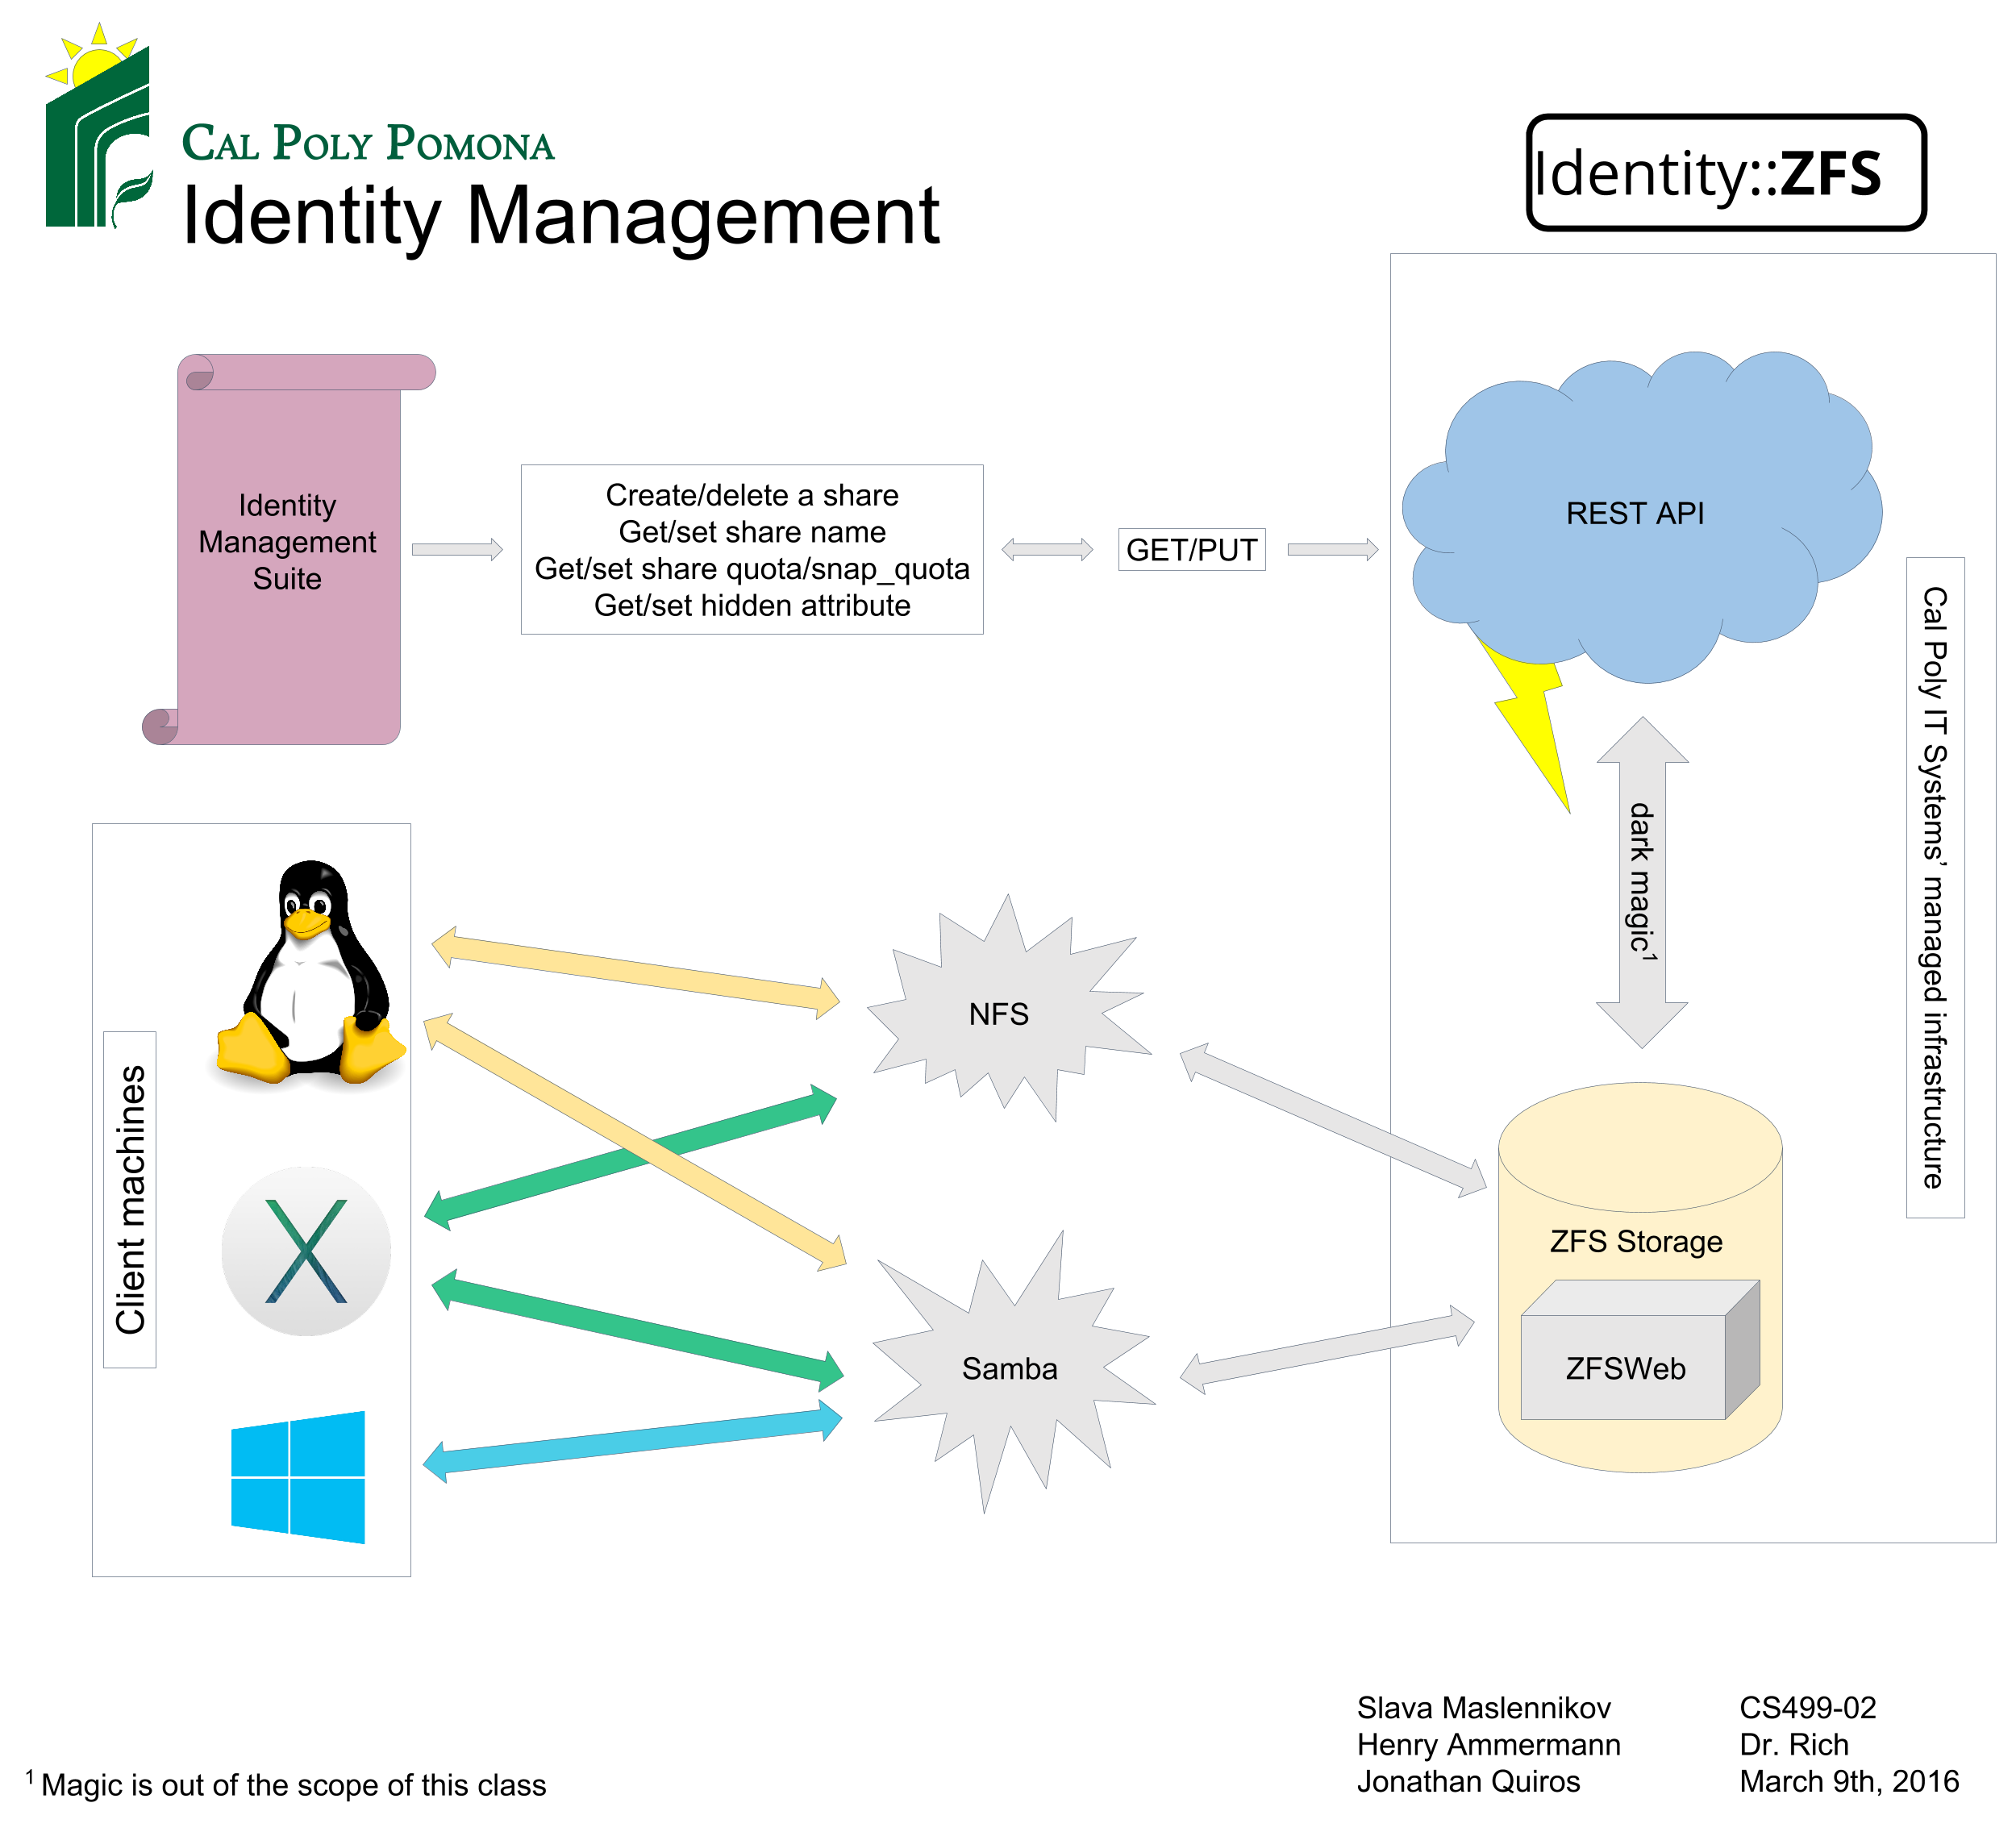 CAL POLY POMONA
Identity Management
Identity::ZFS
Identity
Management
Suite
Create/delete a share
Get/set share name
Get/set share quota/snap_quota
Get/set hidden attribute
GET/PUT
REST API
Cal Poly IT Systems’ managed infrastructure
dark magic¹
Client machines
NFS
Samba
ZFS Storage
ZFSWeb
Slava Maslennikov
Henry Ammermann
Jonathan Quiros
CS499-02
Dr. Rich
March 9th, 2016
¹ Magic is out of the scope of this class